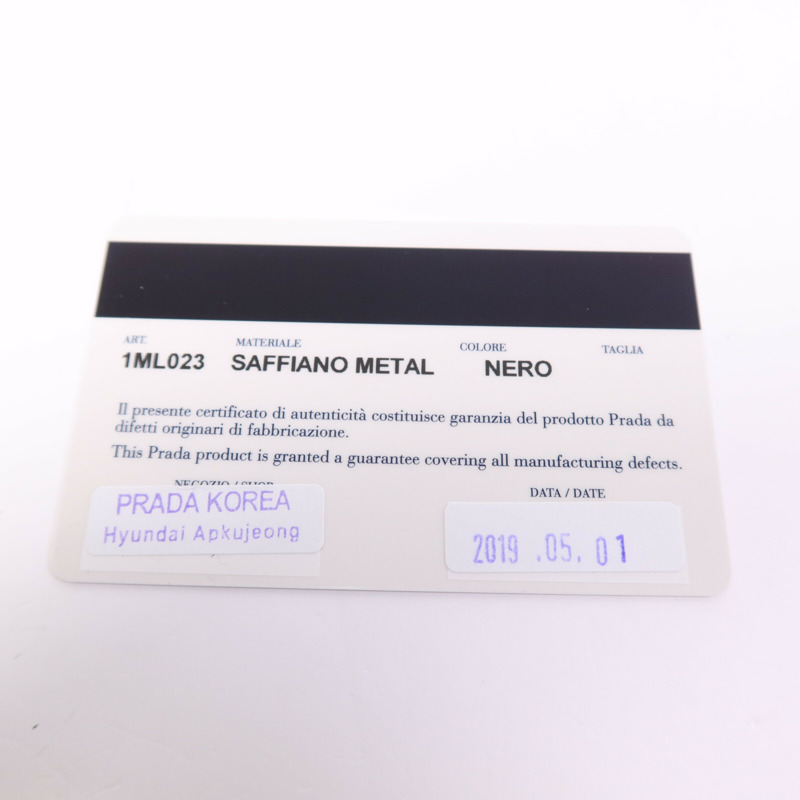 ART. MATERIALE COLORE TAGLIA
1ML023 SAFFIANO METAL NERO
Il presente certificato di autenticità costituisce garanzia del prodotto Prada da
difetti originari di fabbricazione.
This Prada product is granted a guarantee covering all manufacturing defects.
NEGOZIO / SHOP DATA / DATE
PRADA KOREA
Hyundai Apkujeong
2019 .05. 01